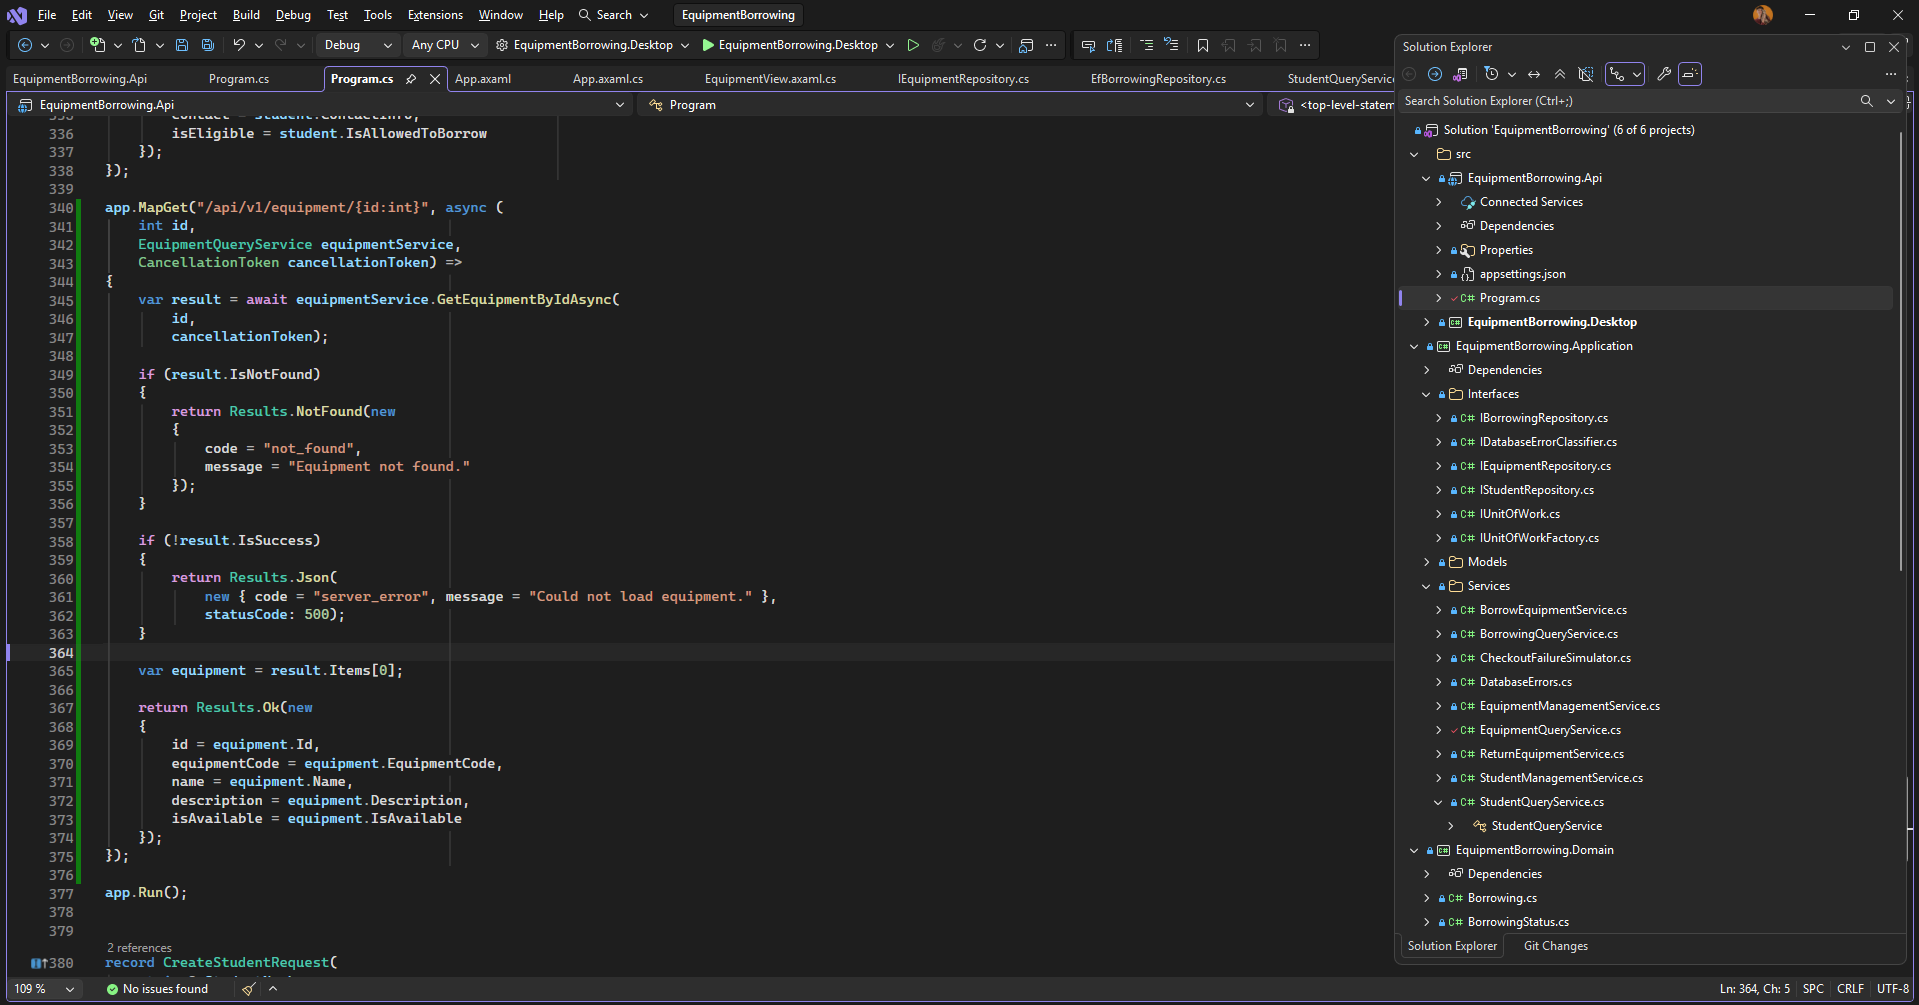 File Edit View Git Project Build Debug Test Tools Extensions Window Help Search EquipmentBorrowing
Debug Any CPU EquipmentBorrowing.Desktop EquipmentBorrowing.Desktop
EquipmentBorrowing.Api Program.cs Program.cs App.axaml App.axaml.cs EquipmentView.axaml.cs IEquipmentRepository.cs EfBorrowingRepository.cs StudentQueryService
EquipmentBorrowing.Api Program <top-level-statem
335 contact = student.ContactInfo,
336 isEligible = student.IsAllowedToBorrow
337 });
338 });
339
340 app.MapGet("/api/v1/equipment/{id:int}", async (
341 int id,
342 EquipmentQueryService equipmentService,
343 CancellationToken cancellationToken) =>
344 {
345 var result = await equipmentService.GetEquipmentByIdAsync(
346 id,
347 cancellationToken);
348
349 if (result.IsNotFound)
350 {
351 return Results.NotFound(new
352 {
353 code = "not_found",
354 message = "Equipment not found."
355 });
356 }
357
358 if (!result.IsSuccess)
359 {
360 return Results.Json(
361 new { code = "server_error", message = "Could not load equipment." },
362 statusCode: 500);
363 }
364
365 var equipment = result.Items[0];
366
367 return Results.Ok(new
368 {
369 id = equipment.Id,
370 equipmentCode = equipment.EquipmentCode,
371 name = equipment.Name,
372 description = equipment.Description,
373 isAvailable = equipment.IsAvailable
374 });
375 });
376
377 app.Run();
378
379
2 references
380 record CreateStudentRequest(
109 % No issues found Ln: 364, Ch: 5 SPC CRLF UTF-8
Solution Explorer
Search Solution Explorer (Ctrl+;)
Solution 'EquipmentBorrowing' (6 of 6 projects)
src
EquipmentBorrowing.Api
Connected Services
Dependencies
Properties
appsettings.json
C# Program.cs
EquipmentBorrowing.Desktop
EquipmentBorrowing.Application
Dependencies
Interfaces
C# IBorrowingRepository.cs
C# IDatabaseErrorClassifier.cs
C# IEquipmentRepository.cs
C# IStudentRepository.cs
C# IUnitOfWork.cs
C# IUnitOfWorkFactory.cs
Models
Services
C# BorrowEquipmentService.cs
C# BorrowingQueryService.cs
C# CheckoutFailureSimulator.cs
C# DatabaseErrors.cs
C# EquipmentManagementService.cs
C# EquipmentQueryService.cs
C# ReturnEquipmentService.cs
C# StudentManagementService.cs
C# StudentQueryService.cs
StudentQueryService
EquipmentBorrowing.Domain
Dependencies
C# Borrowing.cs
C# BorrowingStatus.cs
Solution Explorer Git Changes